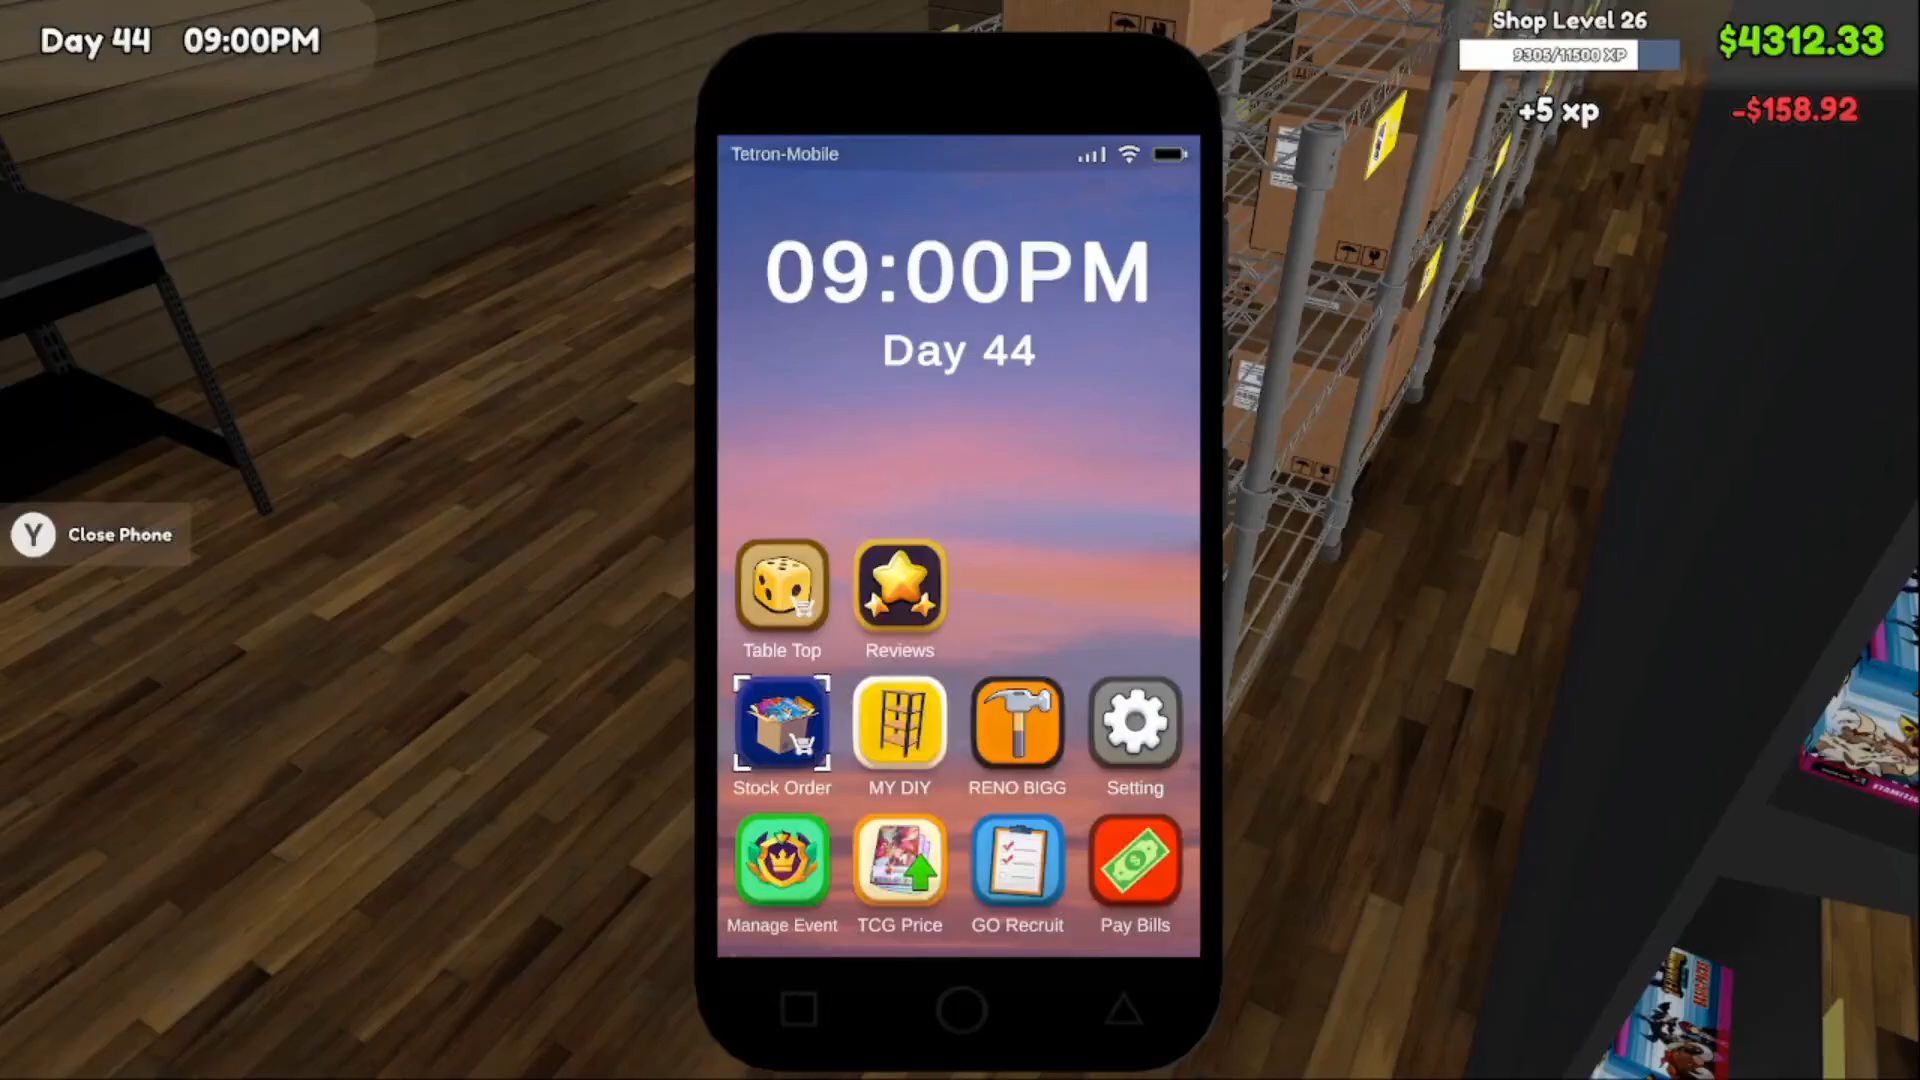 Day 44 09:00PM
Shop Level 26
9305/11500 XP
$4312.33
+5 xp
-$158.92
Tetron-Mobile
09:00PM
Day 44
Y Close Phone
Table Top
Reviews
Stock Order
MY DIY
RENO BIGG
Setting
Manage Event
TCG Price
GO Recruit
Pay Bills